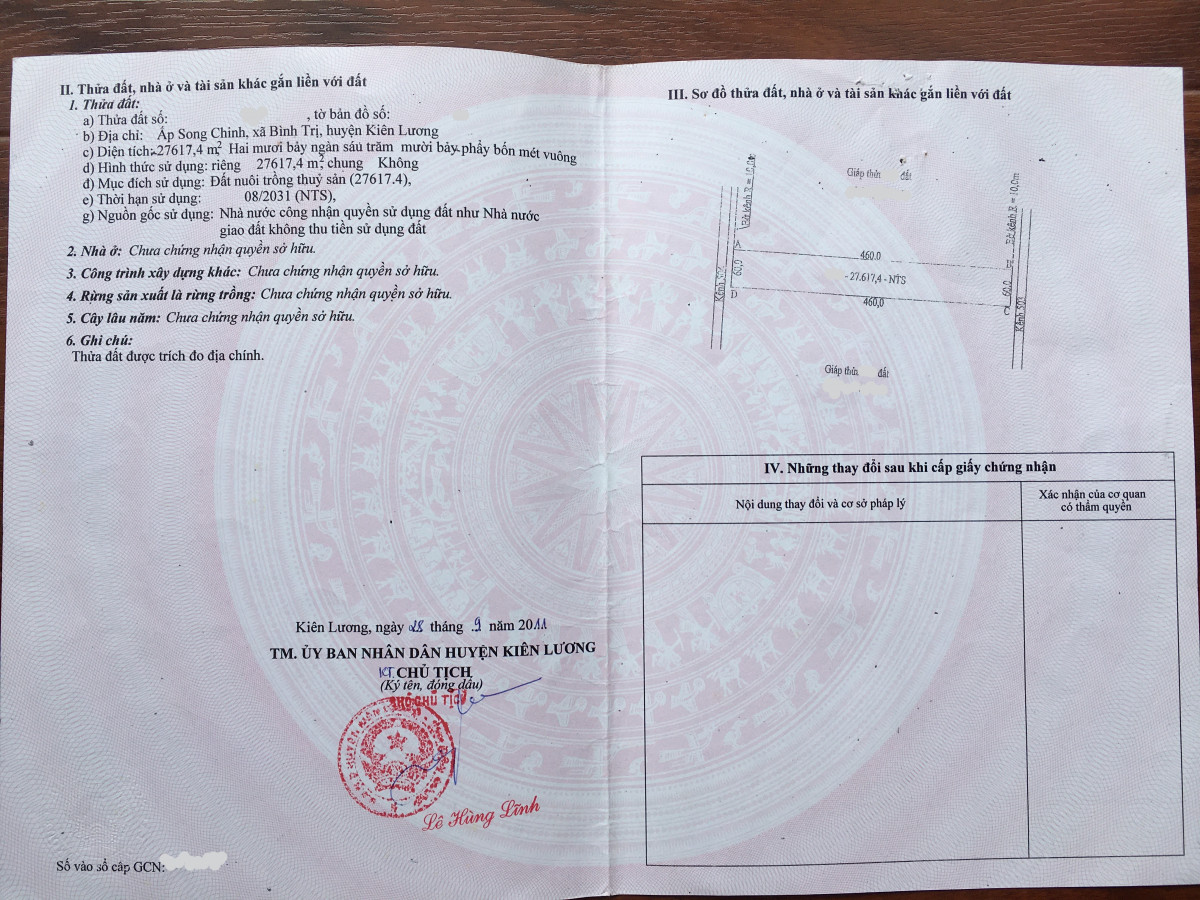 II. Thửa đất, nhà ở và tài sản khác gắn liền với đất
1. Thửa đất:
a) Thửa đất số: , tờ bản đồ số:
b) Địa chỉ: Ấp Song Chinh, xã Bình Trị, huyện Kiên Lương
c) Diện tích: 27617,4 m² Hai mươi bảy ngàn sáu trăm mười bảy phẩy bốn mét vuông
d) Hình thức sử dụng: riêng 27617,4 m² chung Không
đ) Mục đích sử dụng: Đất nuôi trồng thuỷ sản (27617.4),
e) Thời hạn sử dụng: 08/2031 (NTS),
g) Nguồn gốc sử dụng: Nhà nước công nhận quyền sử dụng đất như Nhà nước
giao đất không thu tiền sử dụng đất
2. Nhà ở: Chưa chứng nhận quyền sở hữu.
3. Công trình xây dựng khác: Chưa chứng nhận quyền sở hữu.
4. Rừng sản xuất là rừng trồng: Chưa chứng nhận quyền sở hữu.
5. Cây lâu năm: Chưa chứng nhận quyền sở hữu.
6. Ghi chú:
Thửa đất được trích đo địa chính.
Kiên Lương, ngày 28 tháng 9 năm 2011
TM. ỦY BAN NHÂN DÂN HUYỆN KIÊN LƯƠNG
KT. CHỦ TỊCH
(Ký tên, đóng dấu)
PHÓ CHỦ TỊCH
Lê Hùng Lĩnh
Số vào sổ cấp GCN:
III. Sơ đồ thửa đất, nhà ở và tài sản khác gắn liền với đất
Giáp thửa đất
Bờ kênh R = 10,0m
Bờ kênh R = 10,0m
A
460.0
60,0
- 27.617,4 - NTS
60,0
D
460,0
Kênh
Kênh
Giáp thửa đất
IV. Những thay đổi sau khi cấp giấy chứng nhận
Nội dung thay đổi và cơ sở pháp lý
Xác nhận của cơ quan
có thẩm quyền